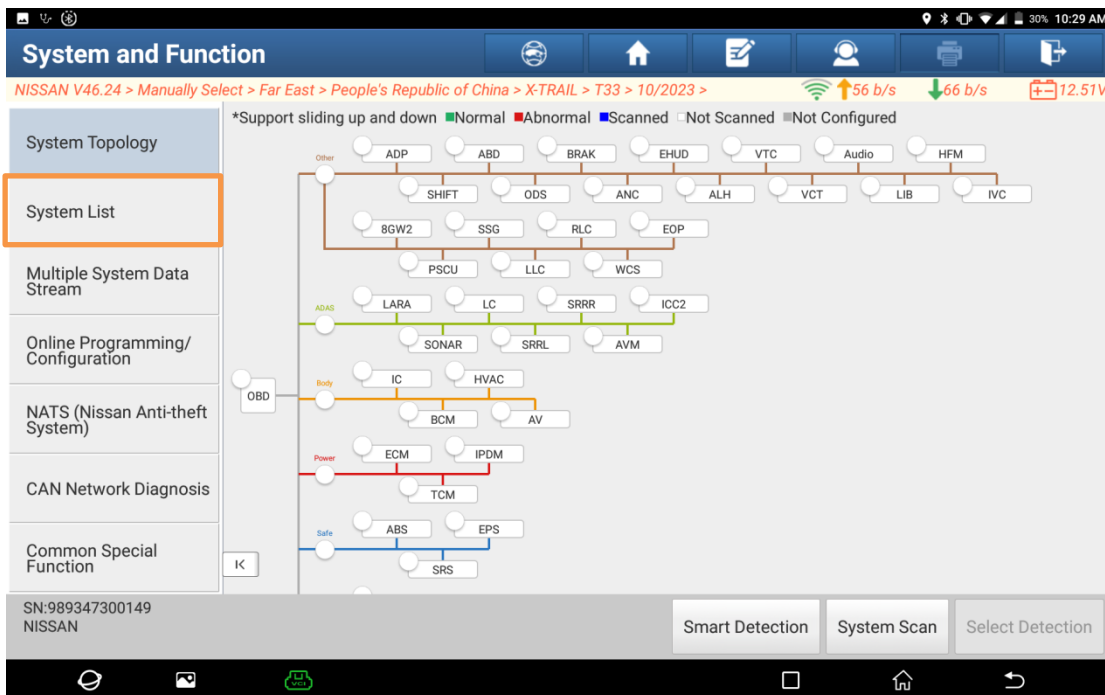 30% 10:29 AM
System and Function
NISSAN V46.24 > Manually Select > Far East > People's Republic of China > X-TRAIL > T33 > 10/2023 >
56 b/s
66 b/s
12.51V
System Topology
System List
Multiple System Data
Stream
Online Programming/
Configuration
NATS (Nissan Anti-theft
System)
CAN Network Diagnosis
Common Special
Function
*Support sliding up and down Normal Abnormal Scanned Not Scanned Not Configured
Other
ADP ABD BRAK EHUD VTC Audio HFM
SHIFT ODS ANC ALH VCT LIB IVC
8GW2 SSG RLC EOP
PSCU LLC WCS
ADAS
LARA LC SRRR ICC2
SONAR SRRL AVM
OBD
Body
IC HVAC
BCM AV
Power
ECM IPDM
TCM
Safe
ABS EPS
SRS
SN:989347300149
NISSAN
Smart Detection
System Scan
Select Detection
VCI